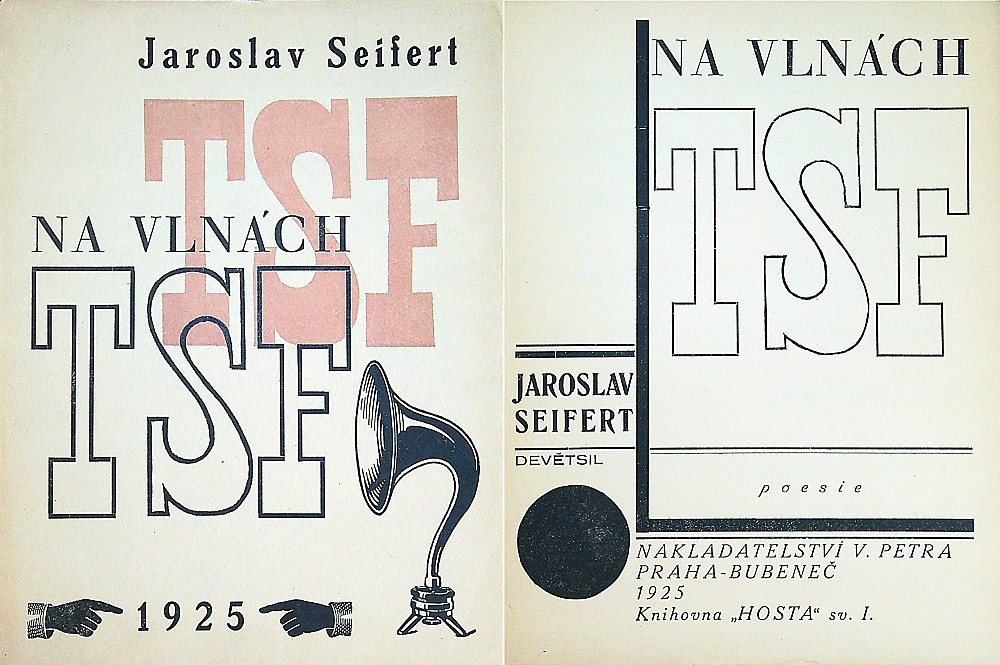 Jaroslav Seifert
TSF
NA VLNÁCH
TSF
1925
NA VLNÁCH
TSF
JAROSLAV
SEIFERT
DEVĚTSIL
poesie
NAKLADATELSTVÍ V. PETRA
PRAHA-BUBENEČ
1925
Knihovna „HOSTA“ sv. I.